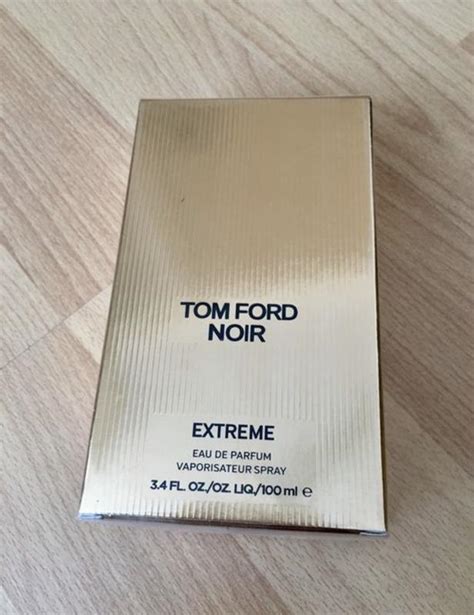 TOM FORD
NOIR
EXTREME
EAU DE PARFUM
VAPORISATEUR SPRAY
3.4 FL. OZ./OZ. LIQ./100 ml ℮